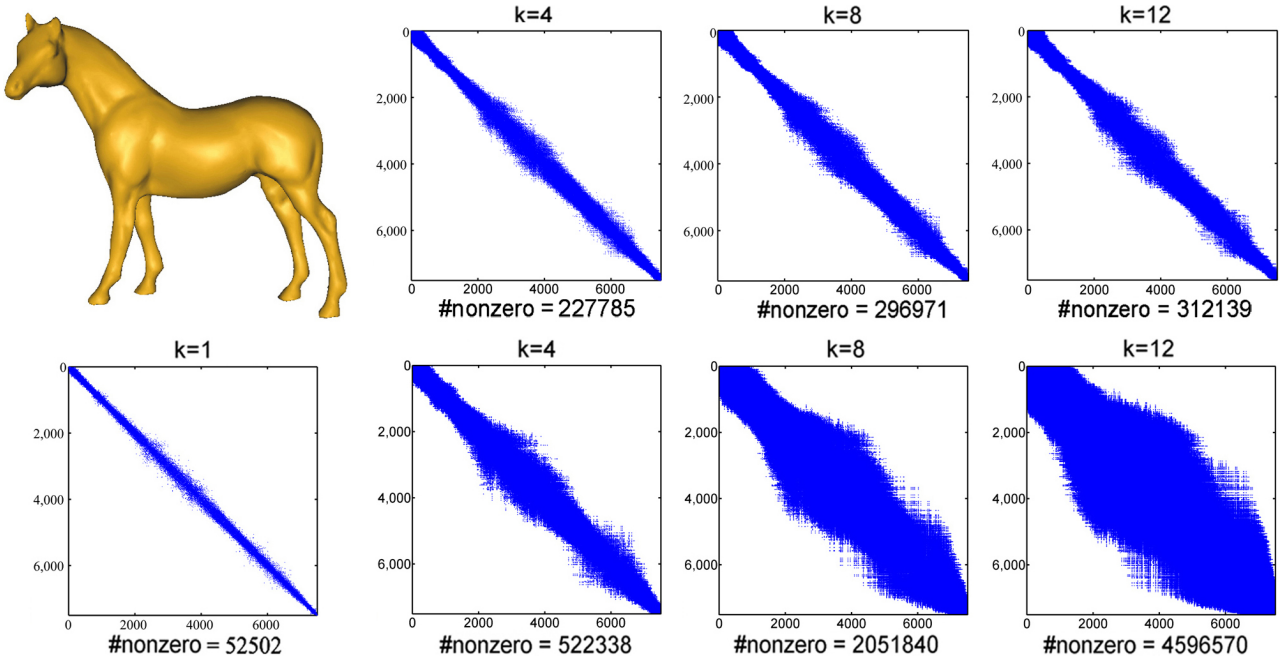 k=4
k=8
k=12
0
2,000
4,000
6,000
0 2000 4000 6000
#nonzero = 227785
0
2,000
4,000
6,000
0 2000 4000 6000
#nonzero = 296971
0
2,000
4,000
6,000
0 2000 4000 6000
#nonzero = 312139
k=1
k=4
k=8
k=12
0
2,000
4,000
6,000
0 2000 4000 6000
#nonzero = 52502
0
2,000
4,000
6,000
0 2000 4000 6000
#nonzero = 522338
0
2,000
4,000
6,000
0 2000 4000 6000
#nonzero = 2051840
0
2,000
4,000
6,000
0 2000 4000 6000
#nonzero = 4596570